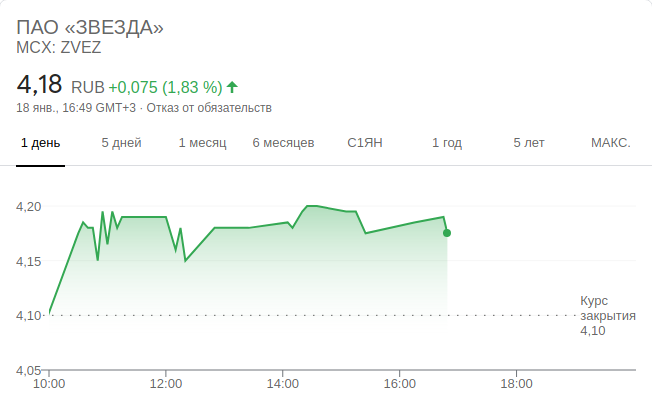 ПАО «ЗВЕЗДА»
MCX: ZVEZ
4,18 RUB +0,075 (1,83 %)
18 янв., 16:49 GMT+3 · Отказ от обязательств
1 день 5 дней 1 месяц 6 месяцев С1ЯН 1 год 5 лет МАКС.
4,20
4,15
4,10
Курс
закрытия
4,10
4,05
10:00 12:00 14:00 16:00 18:00